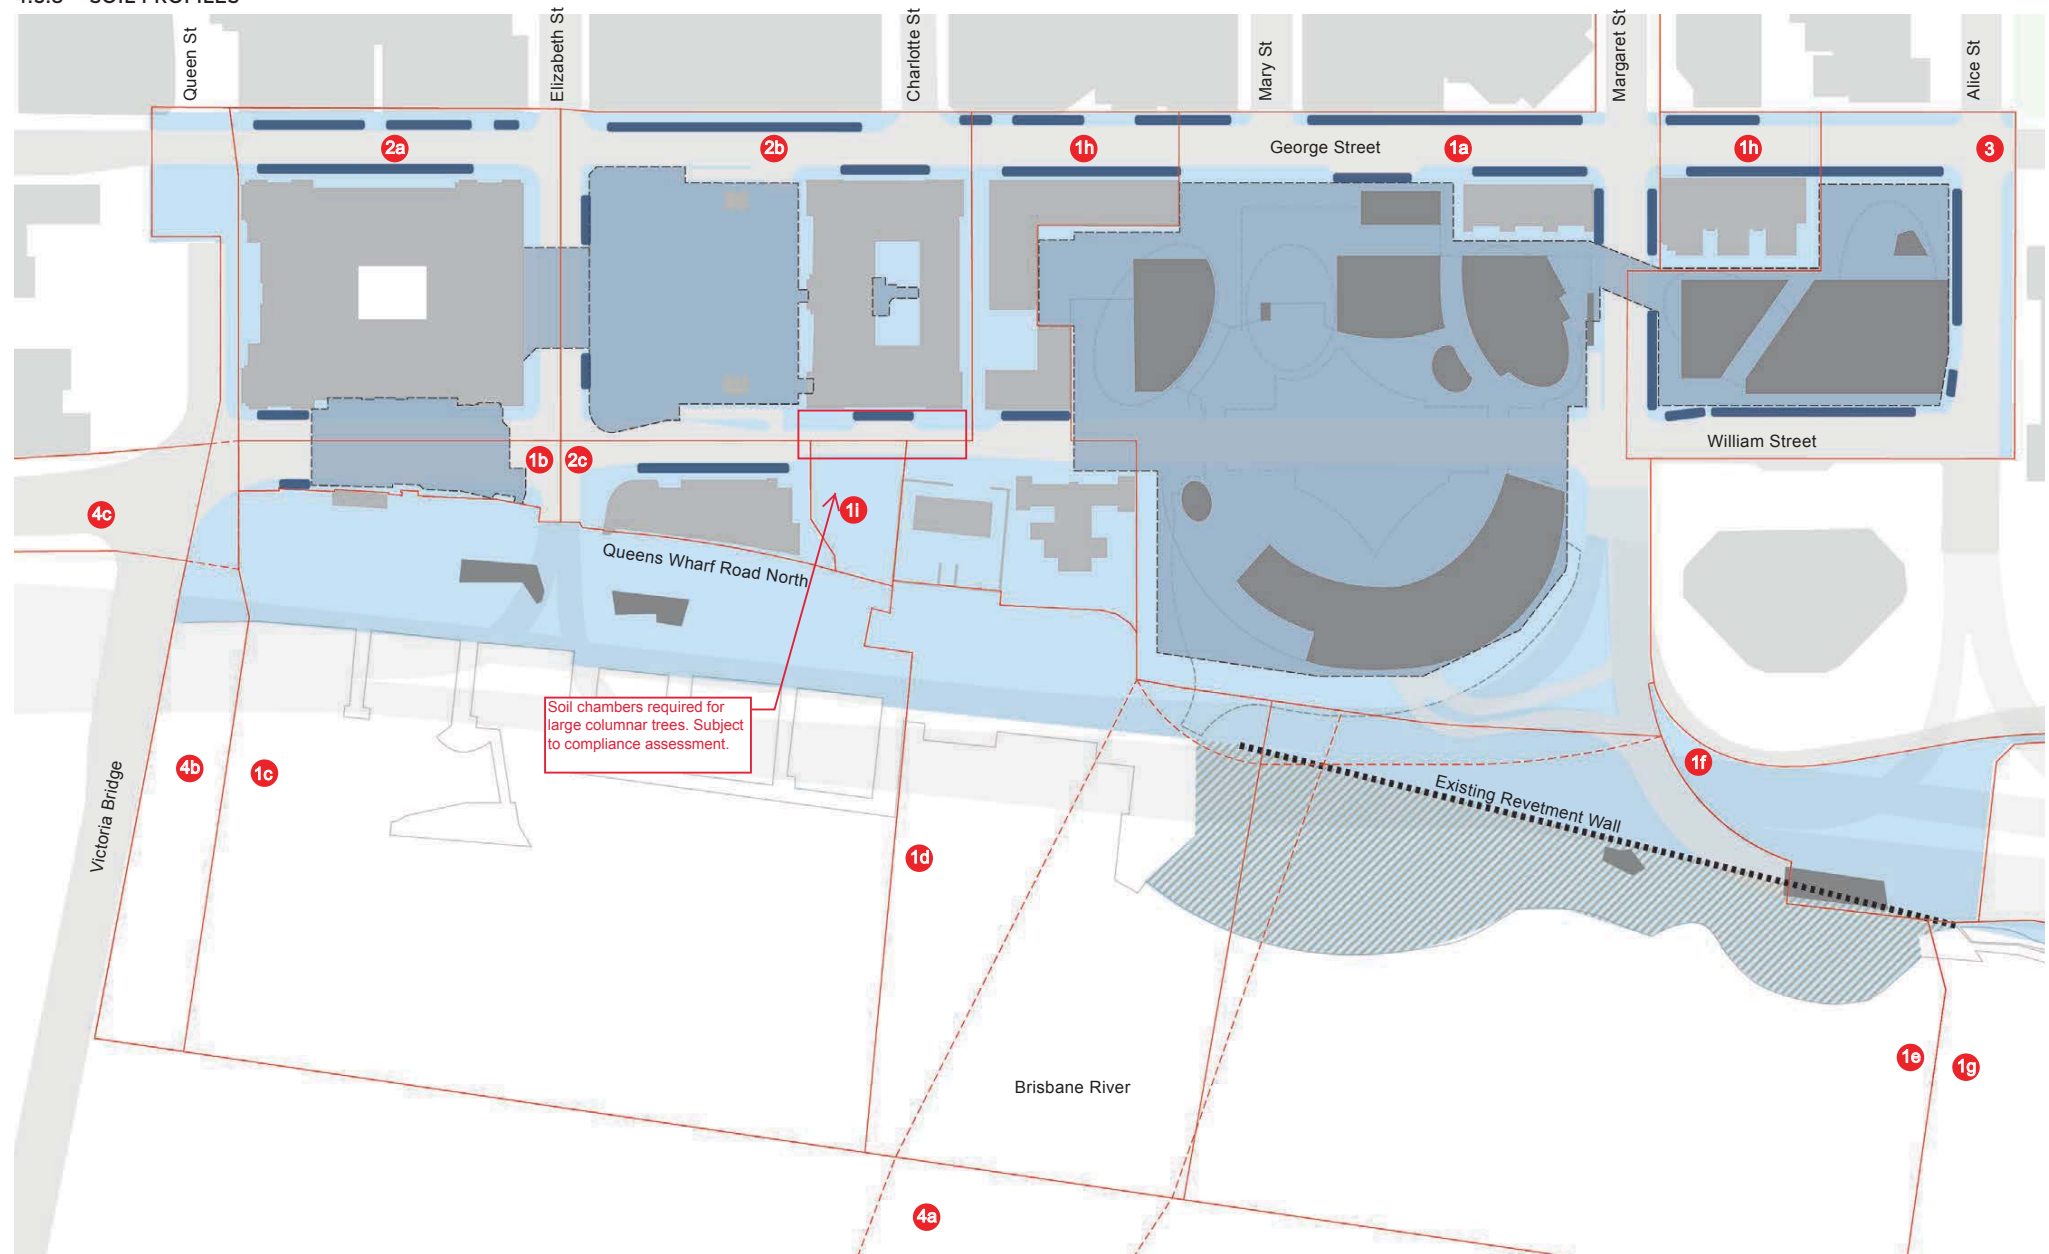 Queen St
Elizabeth St
Charlotte St
Mary St
Margaret St
Alice St
2a
2b
1h
George Street
1a
1h
3
William Street
1b
2c
4c
1i
Queens Wharf Road North
Soil chambers required for
large columnar trees. Subject
to compliance assessment.
Victoria Bridge
4b
1c
1f
Existing Revetment Wall
1d
1e
1g
Brisbane River
4a